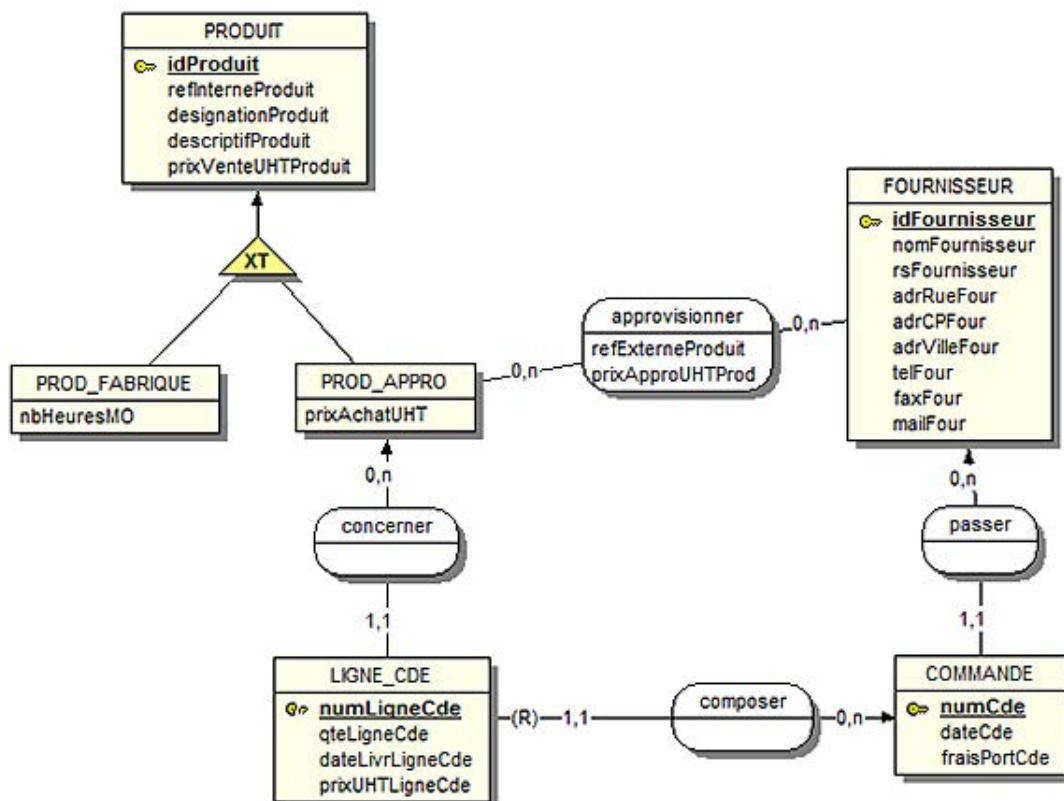 PRODUIT
idProduit
refInterneProduit
designationProduit
descriptifProduit
prixVenteUHTProduit
XT
PROD_FABRIQUE
nbHeuresMO
PROD_APPRO
prixAchatUHT
0,n
approvisionner
refExterneProduit
prixApproUHTProd
0,n
FOURNISSEUR
idFournisseur
nomFournisseur
rsFournisseur
adrRueFour
adrCPFour
adrVilleFour
telFour
faxFour
mailFour
0,n
concerner
1,1
0,n
passer
1,1
LIGNE_CDE
numLigneCde
qteLigneCde
dateLivrLigneCde
prixUHTLigneCde
(R) 1,1
composer
0,n
COMMANDE
numCde
dateCde
fraisPortCde